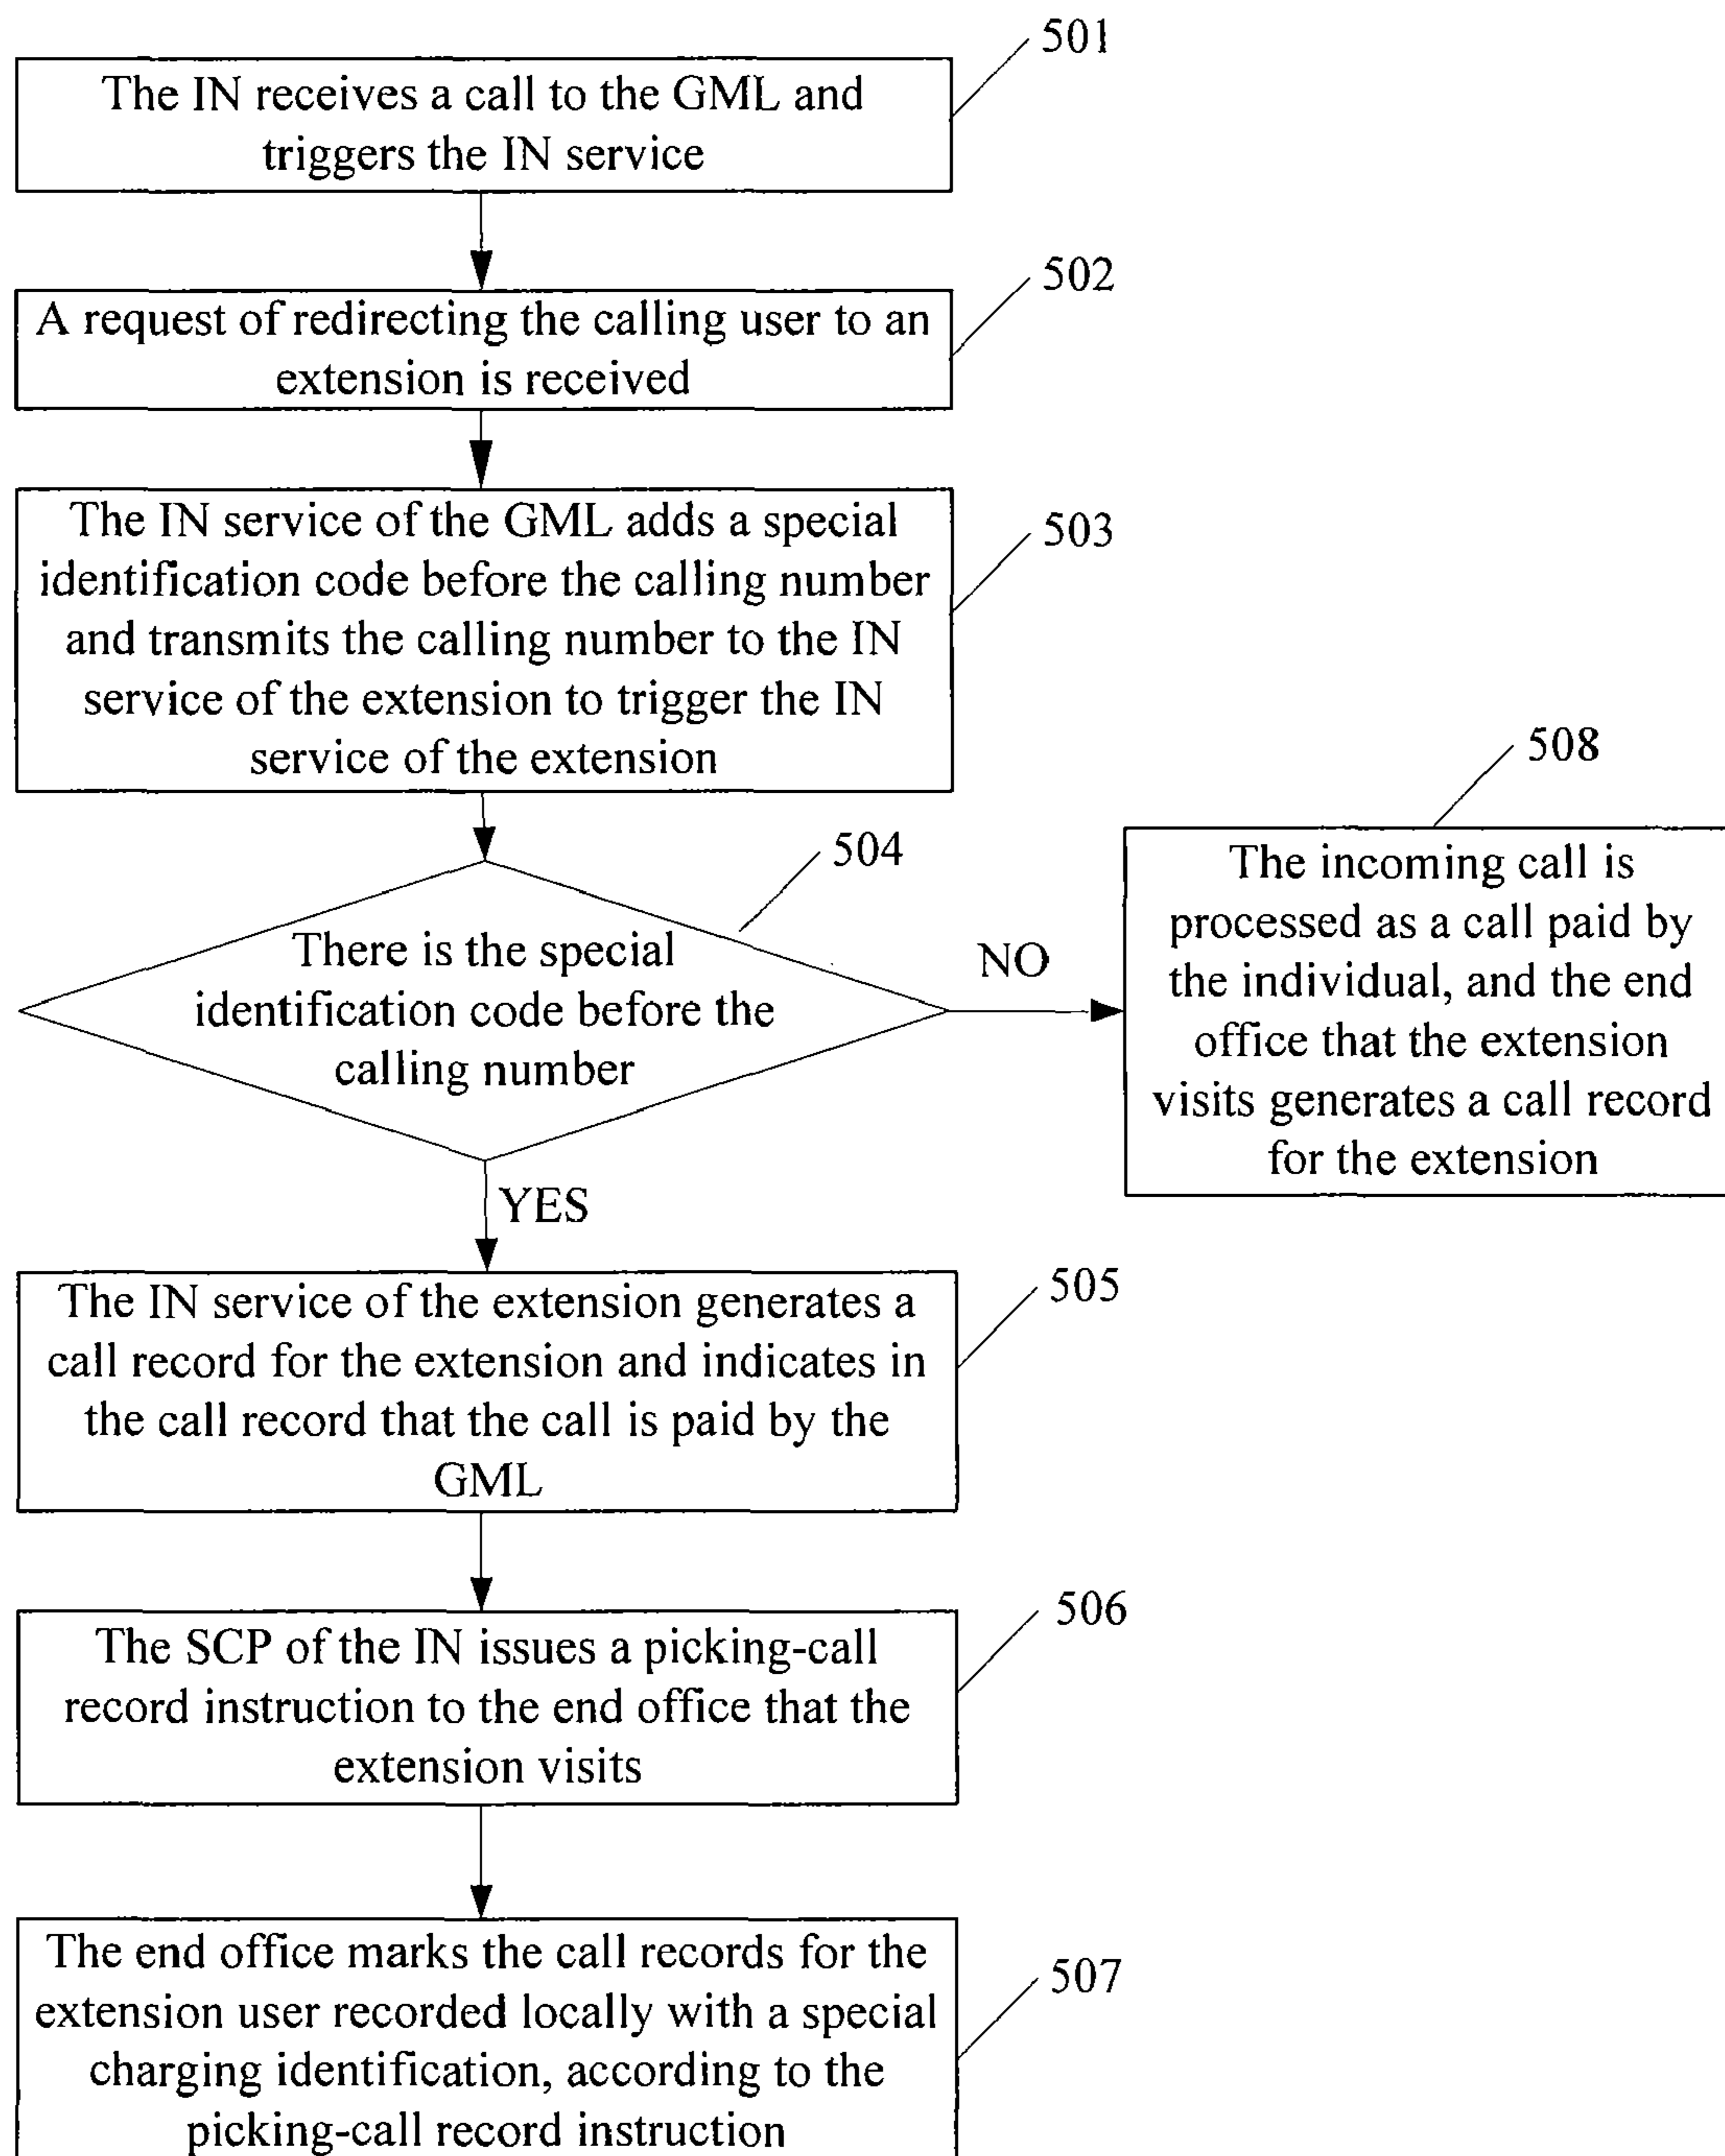 501
The IN receives a call to the GML and
triggers the IN service
502
A request of redirecting the calling user to an
extension is received
503
The IN service of the GML adds a special
identification code before the calling number
and transmits the calling number to the IN
service of the extension to trigger the IN
service of the extension
504
There is the special
identification code before the
calling number
NO
508
The incoming call is
processed as a call paid by
the individual, and the end
office that the extension
visits generates a call record
for the extension
YES
505
The IN service of the extension generates a
call record for the extension and indicates in
the call record that the call is paid by the
GML
506
The SCP of the IN issues a picking-call
record instruction to the end office that the
extension visits
507
The end office marks the call records for the
extension user recorded locally with a special
charging identification, according to the
picking-call record instruction